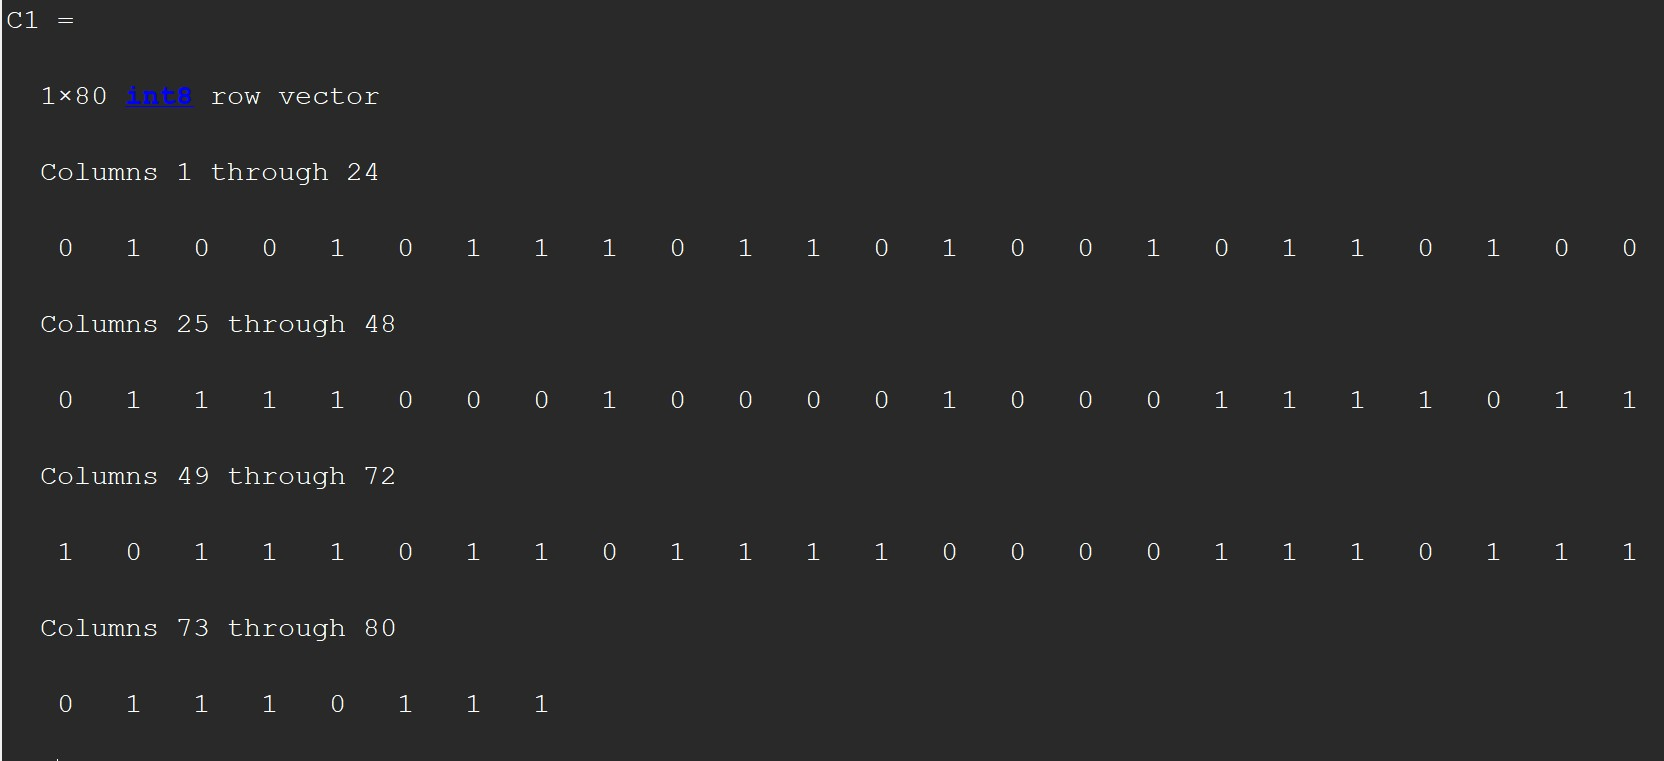 C1 =
1×80 int8 row vector
Columns 1 through 24
0 1 0 0 1 0 1 1 1 0 1 1 0 1 0 0 1 0 1 1 0 1 0 0
Columns 25 through 48
0 1 1 1 1 0 0 0 1 0 0 0 0 1 0 0 0 1 1 1 1 0 1 1
Columns 49 through 72
1 0 1 1 1 0 1 1 0 1 1 1 1 0 0 0 0 1 1 1 0 1 1 1
Columns 73 through 80
0 1 1 1 0 1 1 1